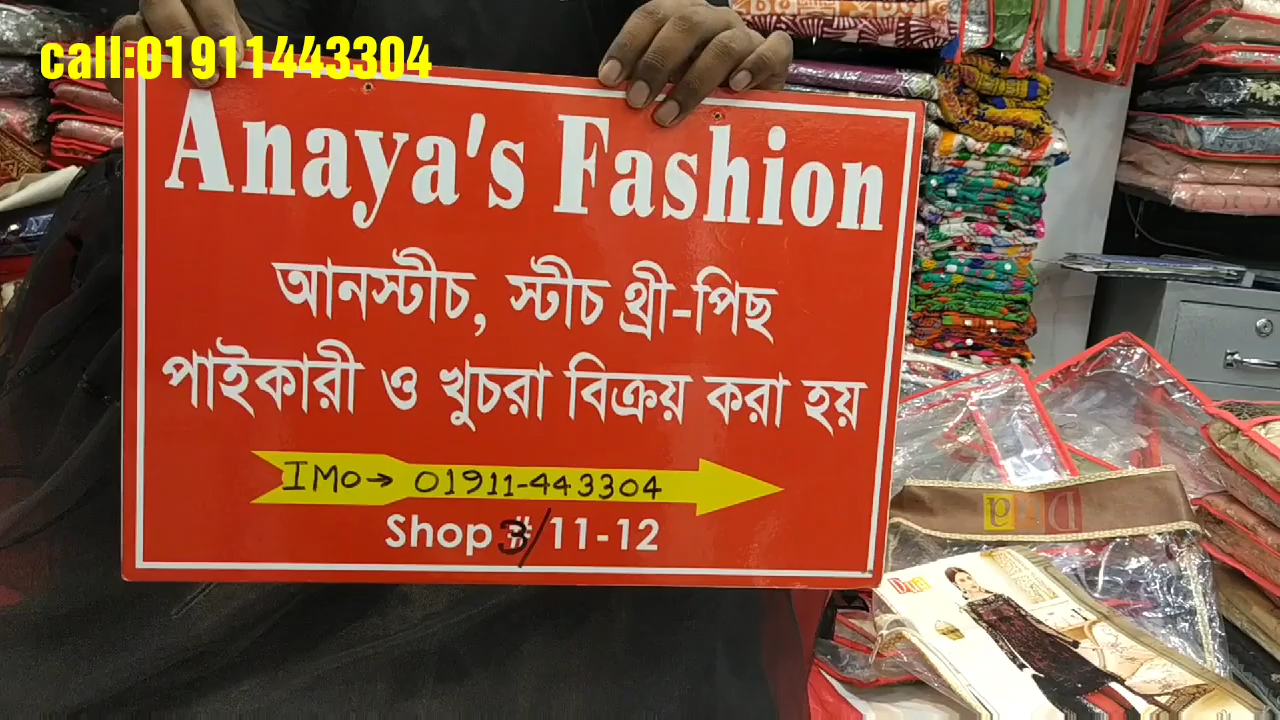 call:01911443304
Anaya's Fashion
আনস্টীচ, স্টীচ থ্রী-পিছ
পাইকারী ও খুচরা বিক্রয় করা হয়
IMO→ 01911-443304
Shop 3/11-12